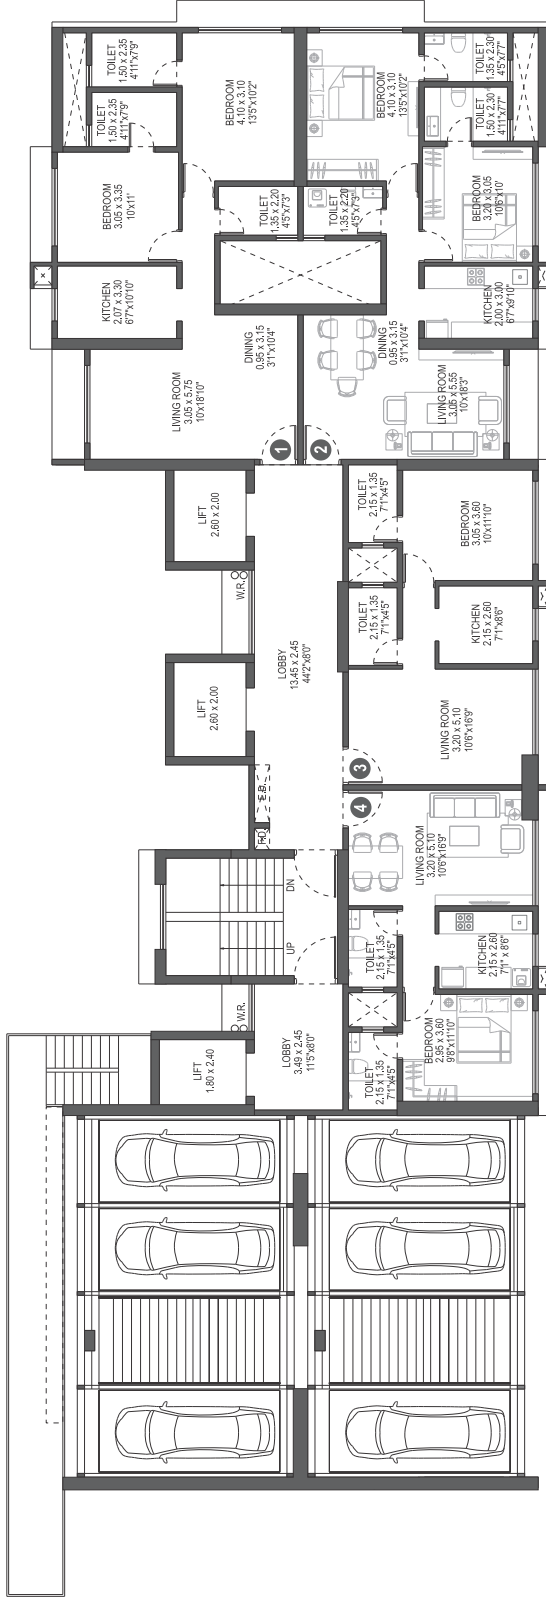 TOILET
1.50 x 2.35
4'11"x7'9"
TOILET
1.50 x 2.35
4'11"x7'9"
BEDROOM
4.10 x 3.10
13'5"x10'2"
BEDROOM
4.10 x 3.10
13'5"x10'2"
TOILET
1.35 x 2.30
4'5"x7'7"
TOILET
1.50 x 2.30
4'11"x7'7"
BEDROOM
3.05 x 3.35
10'x11'
TOILET
1.35 x 2.20
4'5"x7'3"
TOILET
1.35 x 2.20
4'5"x7'3"
BEDROOM
3.20 x 3.05
10'6"x10'
KITCHEN
2.07 x 3.30
6'7"x10'10"
KITCHEN
2.00 x 3.00
6'7"x9'10"
DINING
0.95 x 3.15
3'1"x10'4"
DINING
0.95 x 3.15
3'1"x10'4"
LIVING ROOM
3.05 x 5.75
10'x18'10"
LIVING ROOM
3.05 x 5.55
10'x18'3"
1
2
LIFT
2.60 x 2.00
TOILET
2.15 x 1.35
7'1"x4'5"
BEDROOM
3.05 x 3.60
10'x11'10"
W.R.
TOILET
2.15 x 1.35
7'1"x4'5"
KITCHEN
2.15 x 2.60
7'1"x8'6"
LOBBY
13.45 x 2.45
44'2"x8'0"
LIFT
2.60 x 2.00
LIVING ROOM
3.20 x 5.10
10'6"x16'9"
3
4
E.D.
F.D.
LIVING ROOM
3.20 x 5.10
10'6"x16'9"
DN
UP
TOILET
2.15 x 1.35
7'1"x4'5"
KITCHEN
2.15 x 2.60
7'1" x 8'6"
W.R.
LOBBY
3.49 x 2.45
11'5"x8'0"
LIFT
1.80 x 2.40
TOILET
2.15 x 1.35
7'1"x4'5"
BEDROOM
2.95 x 3.60
9'8"x11'10"